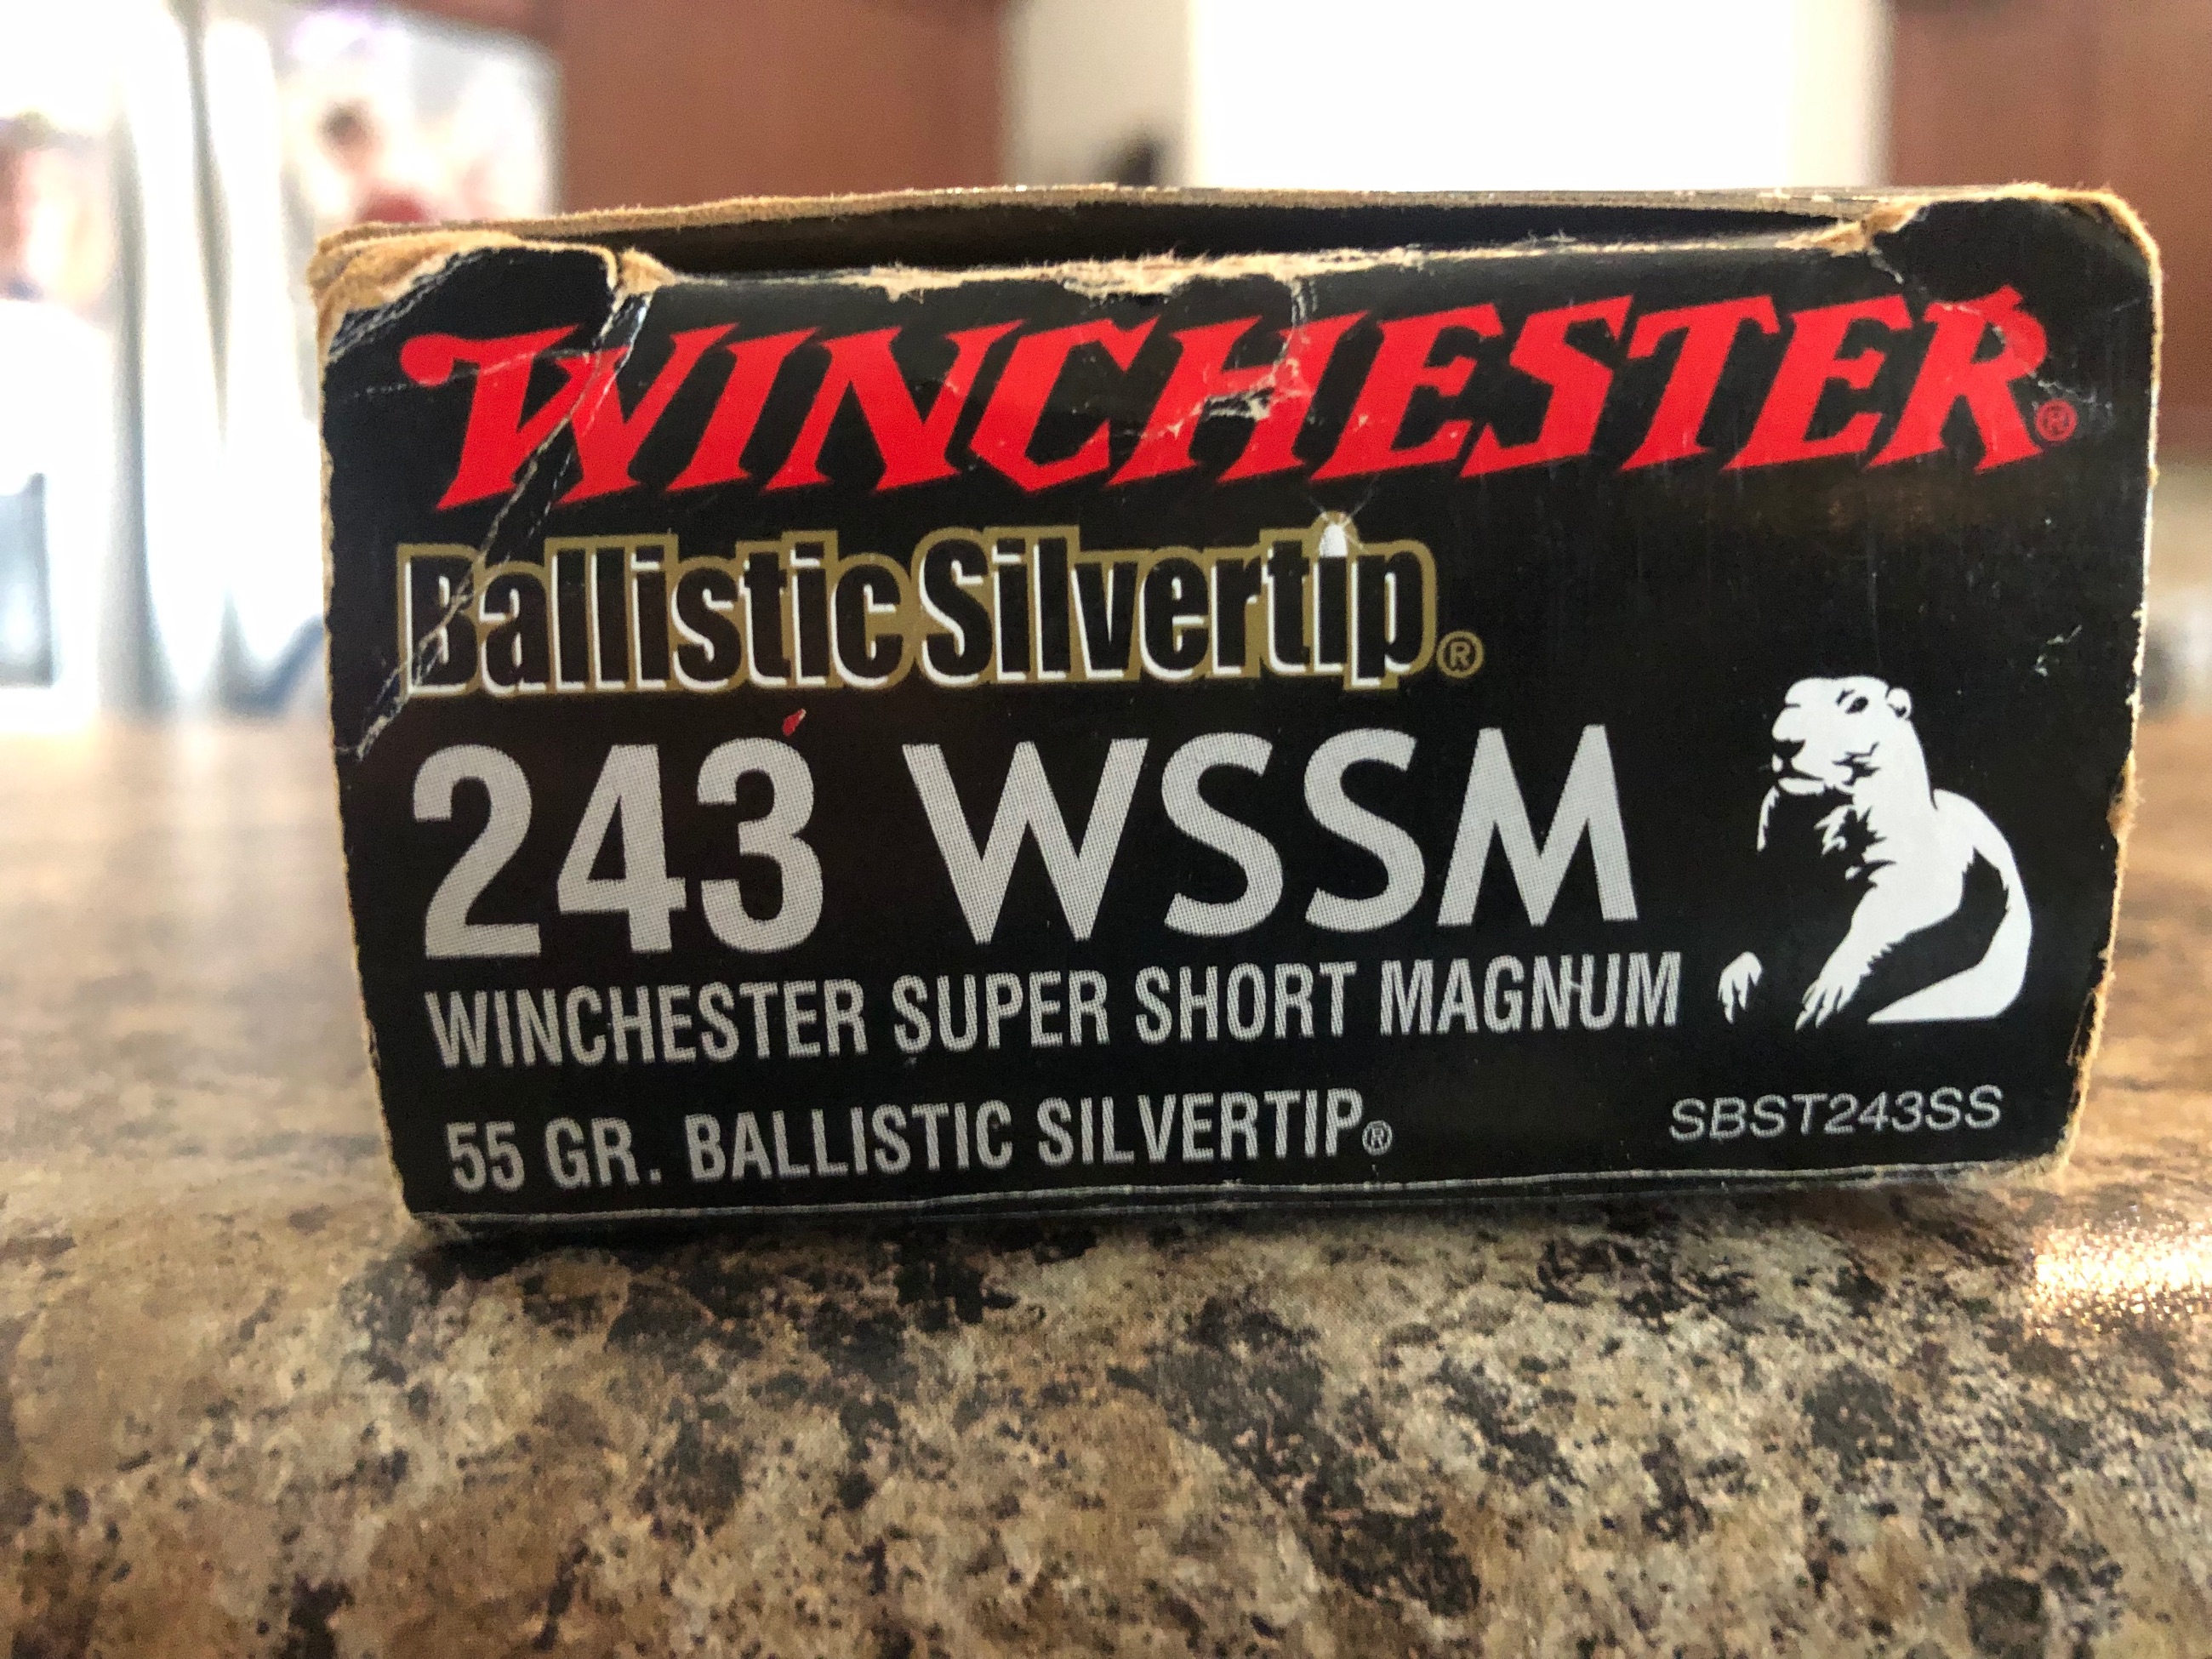 WINCHESTER®
Ballistic Silvertip®
243 WSSM
WINCHESTER SUPER SHORT MAGNUM
55 GR. BALLISTIC SILVERTIP®
SBST243SS